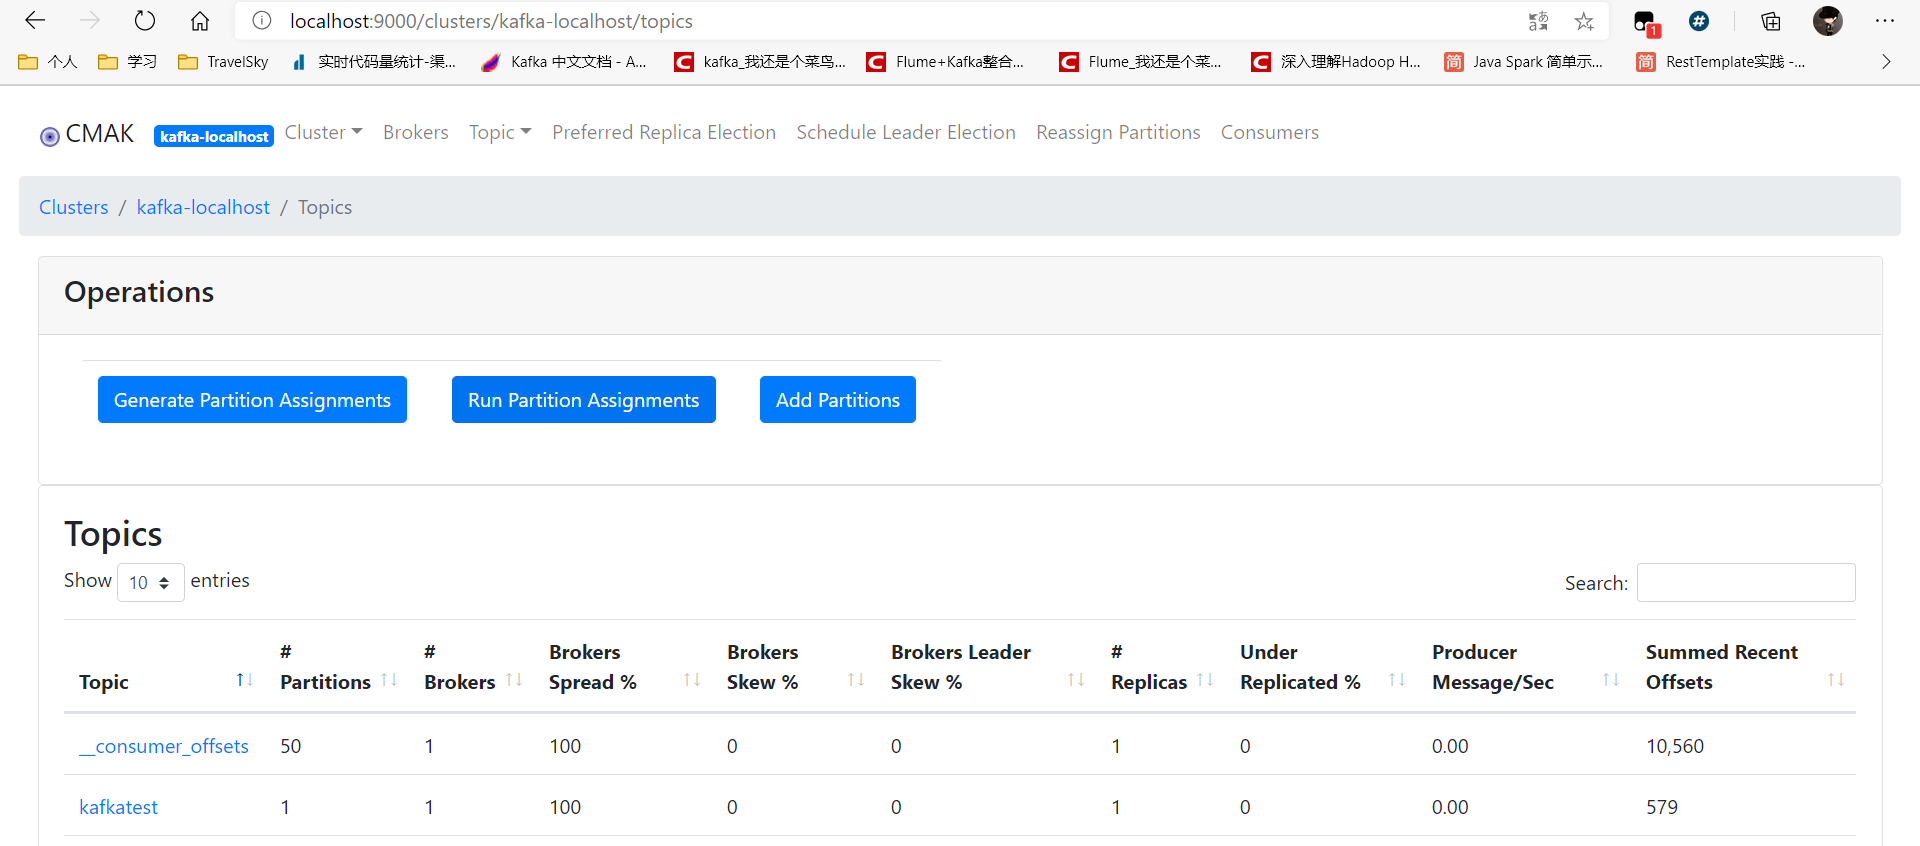 localhost:9000/clusters/kafka-localhost/topics
1
个人 学习 TravelSky 实时代码量统计-渠... Kafka 中文文档 - A... kafka_我还是个菜鸟... Flume+Kafka整合... Flume_我还是个菜... 深入理解Hadoop H... 简 Java Spark 简单示... 简 RestTemplate实践 -...
CMAK kafka-localhost Cluster Brokers Topic Preferred Replica Election Schedule Leader Election Reassign Partitions Consumers
Clusters / kafka-localhost / Topics
Operations
Generate Partition Assignments Run Partition Assignments Add Partitions
Topics
Show 10 entries Search:
Topic # Partitions # Brokers Brokers Spread % Brokers Skew % Brokers Leader Skew % # Replicas Under Replicated % Producer Message/Sec Summed Recent Offsets
__consumer_offsets 50 1 100 0 0 1 0 0.00 10,560
kafkatest 1 1 100 0 0 1 0 0.00 579